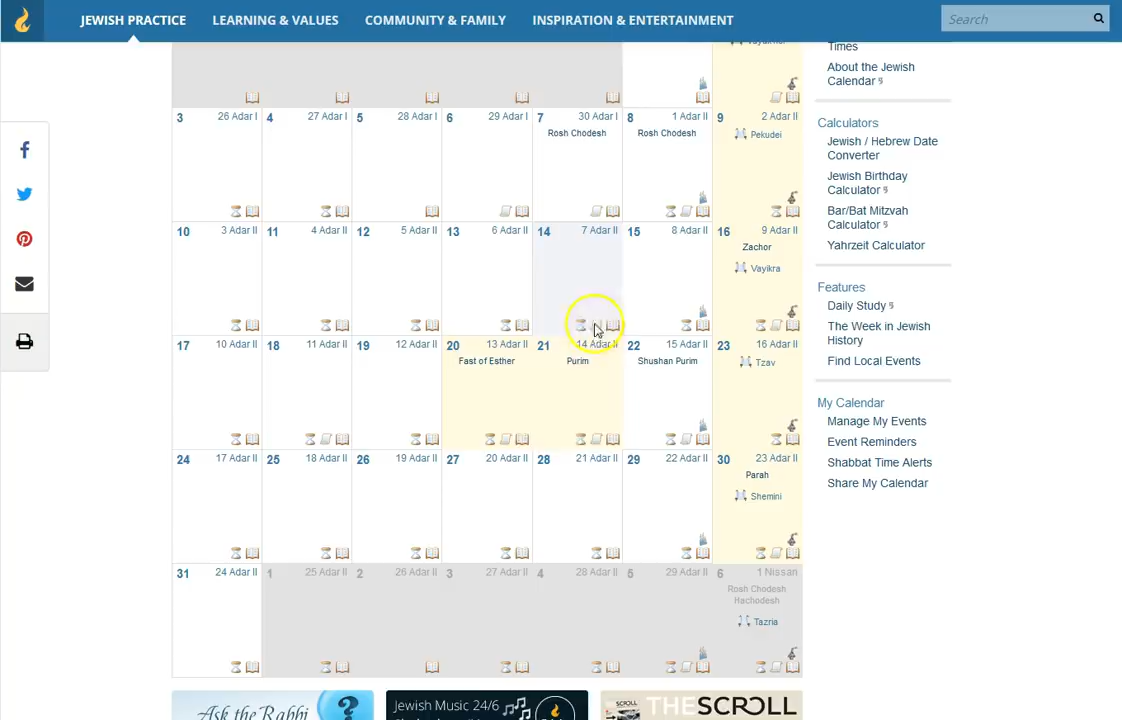 JEWISH PRACTICE LEARNING & VALUES COMMUNITY & FAMILY INSPIRATION & ENTERTAINMENT Search
3 26 Adar I 4 27 Adar I 5 28 Adar I 6 29 Adar I 7 30 Adar I 8 1 Adar II 9 2 Adar II
Rosh Chodesh Rosh Chodesh Pekudei
10 3 Adar II 11 4 Adar II 12 5 Adar II 13 6 Adar II 14 7 Adar II 15 8 Adar II 16 9 Adar II
Zachor
Vayikra
17 10 Adar II 18 11 Adar II 19 12 Adar II 20 13 Adar II 21 14 Adar II 22 15 Adar II 23 16 Adar II
Fast of Esther Purim Shushan Purim Tzav
24 17 Adar II 25 18 Adar II 26 19 Adar II 27 20 Adar II 28 21 Adar II 29 22 Adar II 30 23 Adar II
Parah
Shemini
31 24 Adar II 1 25 Adar II 2 26 Adar II 3 27 Adar II 4 28 Adar II 5 29 Adar II 6 1 Nissan
Rosh Chodesh
Hachodesh
Tazria
Times
About the Jewish
Calendar
Calculators
Jewish / Hebrew Date
Converter
Jewish Birthday
Calculator
Bar/Bat Mitzvah
Calculator
Yahrzeit Calculator
Features
Daily Study
The Week in Jewish
History
Find Local Events
My Calendar
Manage My Events
Event Reminders
Shabbat Time Alerts
Share My Calendar
Ask the Rabbi ?
Jewish Music 24/6
SCROLL THE SCROLL